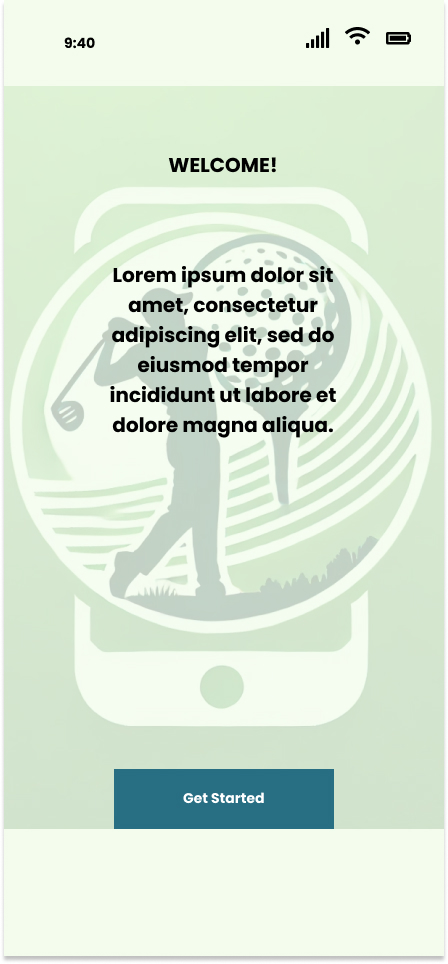 9:40
WELCOME!
Lorem ipsum dolor sit
amet, consectetur
adipiscing elit, sed do
eiusmod tempor
incididunt ut labore et
dolore magna aliqua.
Get Started